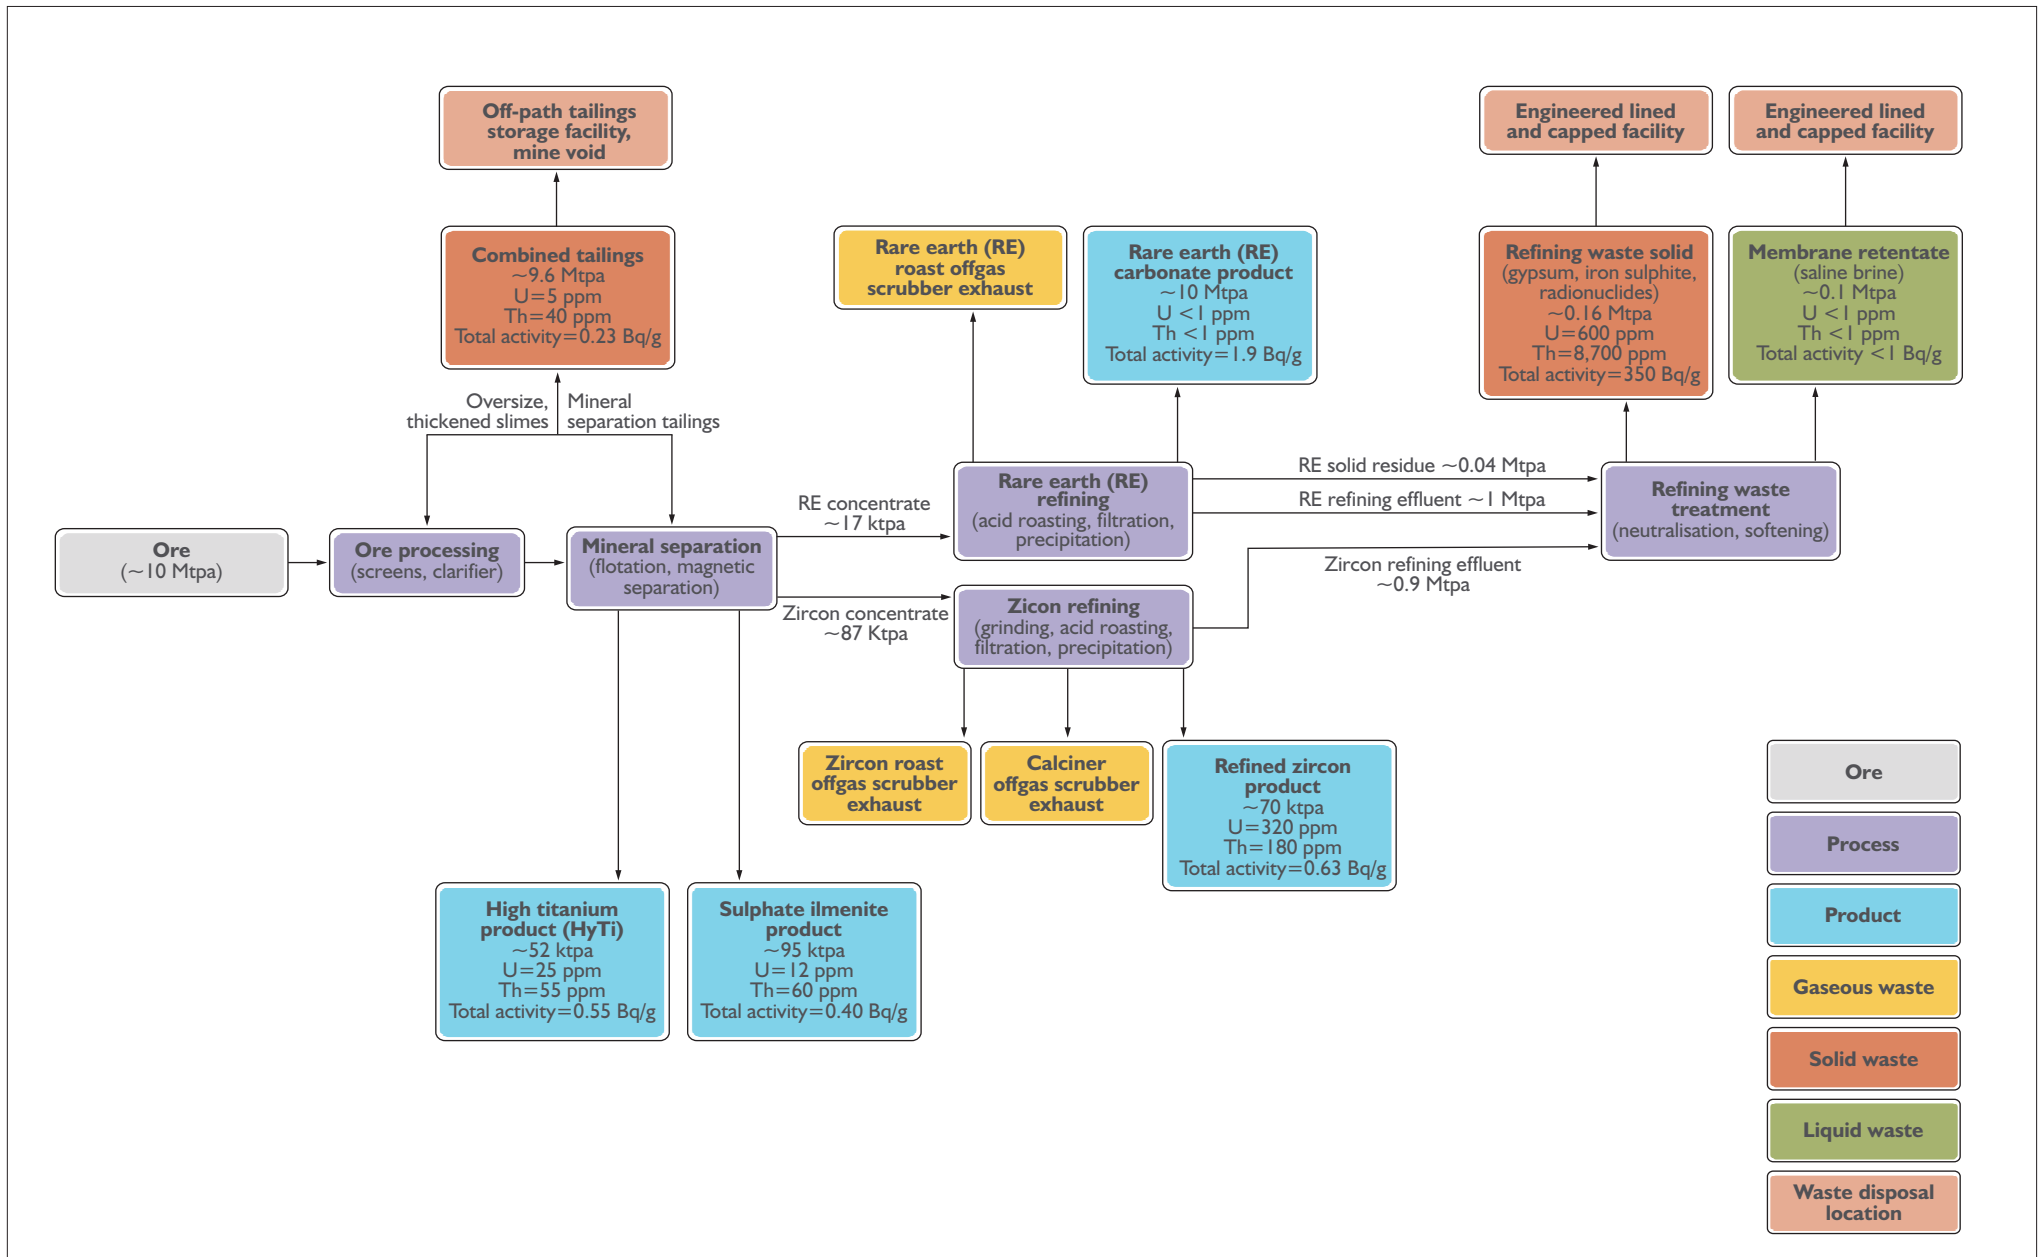 Off-path tailings
storage facility,
mine void
Engineered lined
and capped facility
Engineered lined
and capped facility
Combined tailings
~9.6 Mtpa
U=5 ppm
Th=40 ppm
Total activity=0.23 Bq/g
Rare earth (RE)
roast offgas
scrubber exhaust
Rare earth (RE)
carbonate product
~10 Mtpa
U <1 ppm
Th <1 ppm
Total activity=1.9 Bq/g
Refining waste solid
(gypsum, iron sulphite,
radionuclides)
~0.16 Mtpa
U=600 ppm
Th=8,700 ppm
Total activity=350 Bq/g
Membrane retentate
(saline brine)
~0.1 Mtpa
U <1 ppm
Th <1 ppm
Total activity <1 Bq/g
Oversize,
thickened slimes
Mineral
separation tailings
Ore
(~10 Mtpa)
Ore processing
(screens, clarifier)
Mineral separation
(flotation, magnetic
separation)
RE concentrate
~17 ktpa
Zircon concentrate
~87 Ktpa
Rare earth (RE)
refining
(acid roasting, filtration,
precipitation)
RE solid residue ~0.04 Mtpa
RE refining effluent ~1 Mtpa
Zircon refining effluent
~0.9 Mtpa
Refining waste
treatment
(neutralisation, softening)
Zicon refining
(grinding, acid roasting,
filtration, precipitation)
Zircon roast
offgas scrubber
exhaust
Calciner
offgas scrubber
exhaust
Refined zircon
product
~70 ktpa
U=320 ppm
Th=180 ppm
Total activity=0.63 Bq/g
High titanium
product (HyTi)
~52 ktpa
U=25 ppm
Th=55 ppm
Total activity=0.55 Bq/g
Sulphate ilmenite
product
~95 ktpa
U=12 ppm
Th=60 ppm
Total activity=0.40 Bq/g
Ore
Process
Product
Gaseous waste
Solid waste
Liquid waste
Waste disposal
location